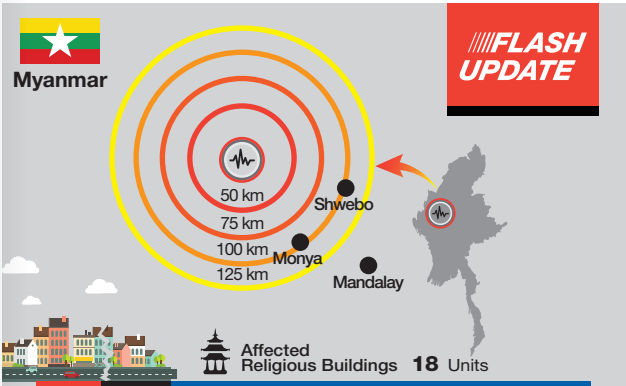 Myanmar
FLASH
UPDATE
50 km
75 km
100 km
125 km
Shwebo
Monya
Mandalay
Affected
Religious Buildings 18 Units